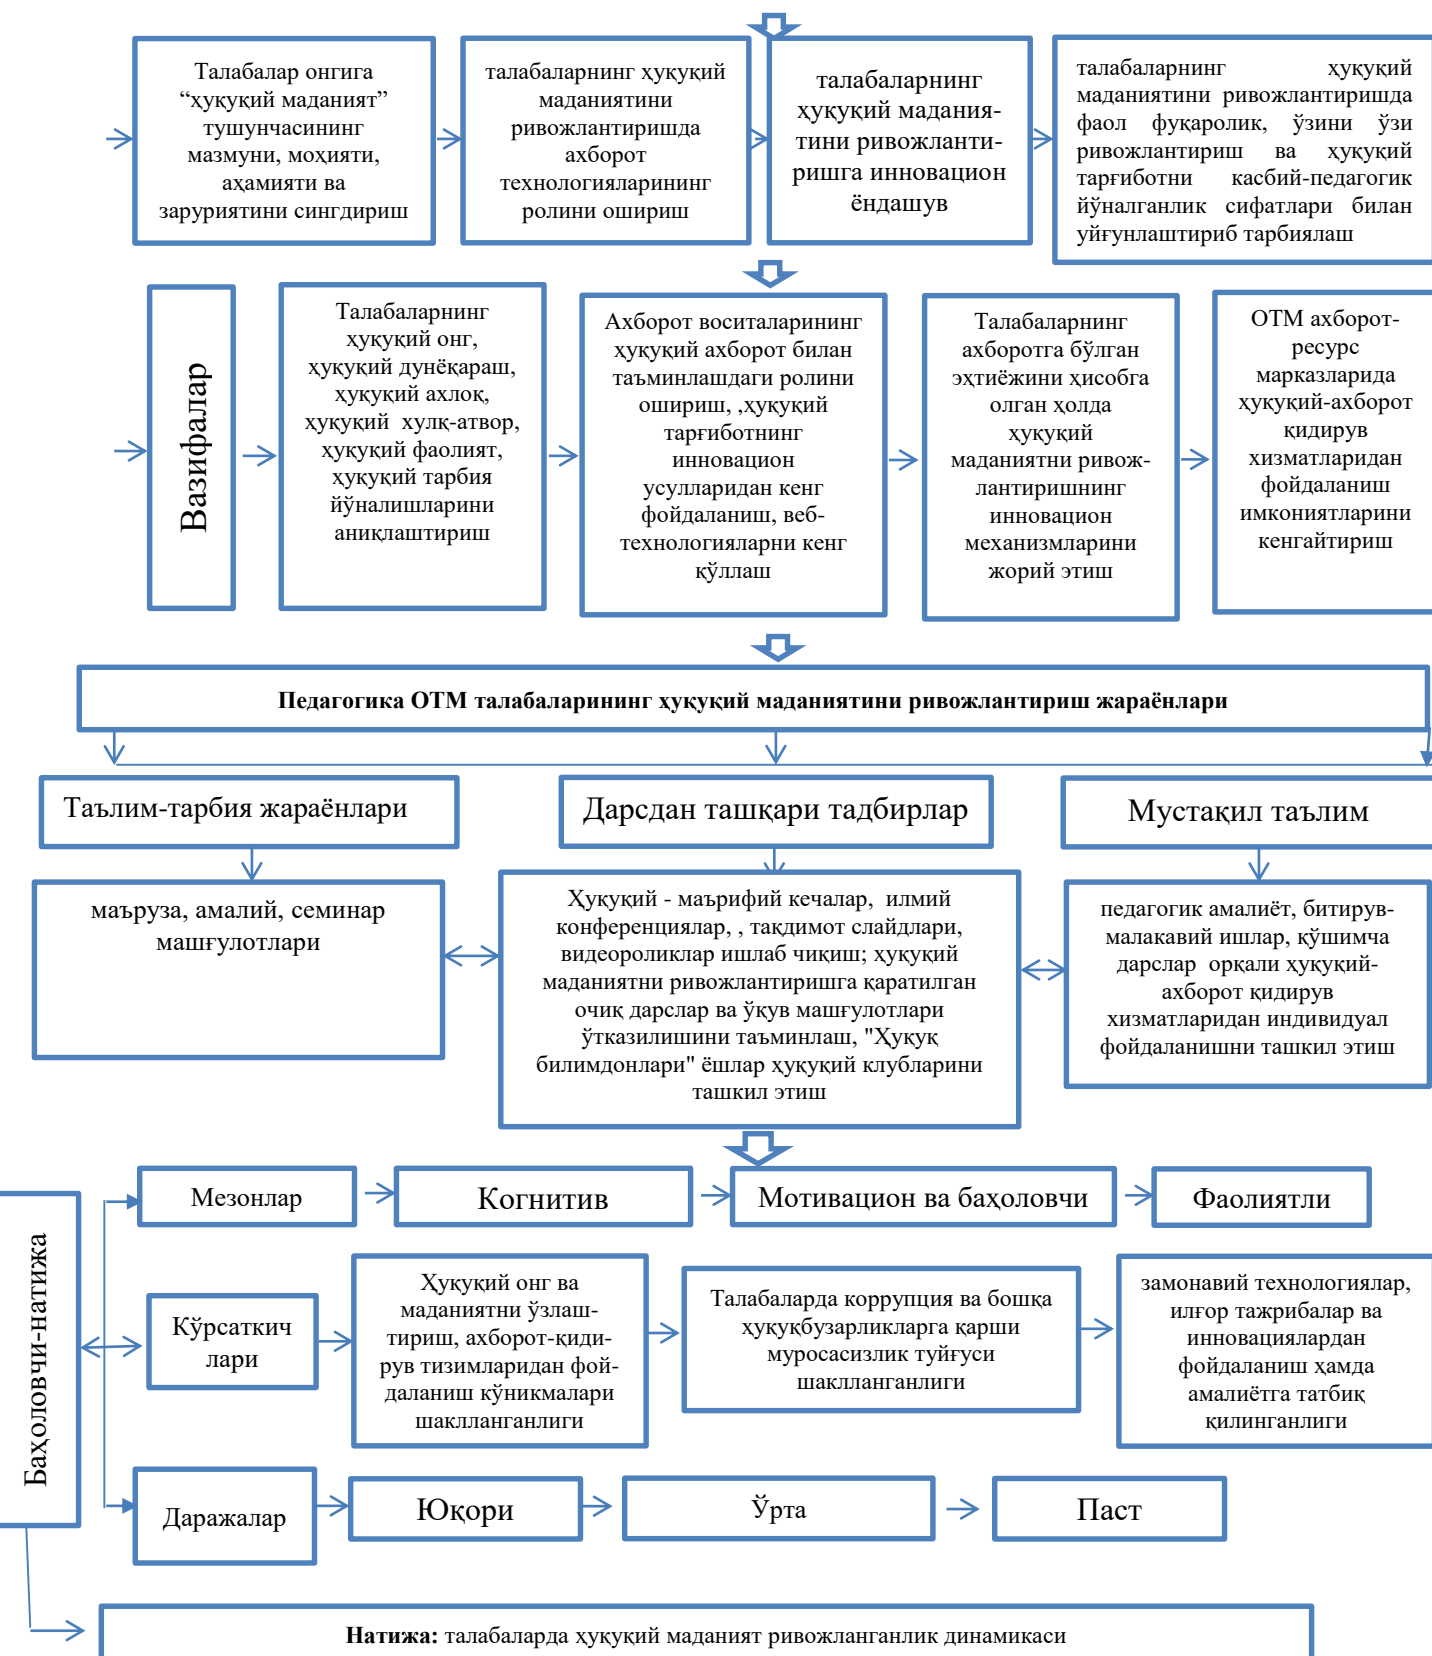 Талабалар онгига
“ҳуқуқий маданият”
тушунчасининг
мазмуни, моҳияти,
аҳамияти ва
заруриятини сингдириш
талабаларнинг ҳуқуқий
маданиятини
ривожлантиришда
ахборот
технологияларининг
ролини ошириш
талабаларнинг
ҳуқуқий мадания-
тини ривожланти-
ришга инновацион
ёндашув
талабаларнинг ҳуқуқий
маданиятини ривожлантиришда
фаол фуқаролик, ўзини ўзи
ривожлантириш ва ҳуқуқий
тарғиботни касбий-педагогик
йўналганлик сифатлари билан
уйғунлаштириб тарбиялаш
Вазифалар
Талабаларнинг
ҳуқуқий онг,
ҳуқуқий дунёқараш,
ҳуқуқий ахлоқ,
ҳуқуқий хулқ-атвор,
ҳуқуқий фаолият,
ҳуқуқий тарбия
йўналишларини
аниқлаштириш
Ахборот воситаларининг
ҳуқуқий ахборот билан
таъминлашдаги ролини
ошириш, ,ҳуқуқий
тарғиботнинг
инновацион
усулларидан кенг
фойдаланиш, веб-
технологияларни кенг
қўллаш
Талабаларнинг
ахборотга бўлган
эҳтиёжини ҳисобга
олган ҳолда
ҳуқуқий
маданиятни ривож-
лантиришнинг
инновацион
механизмларини
жорий этиш
ОТМ ахборот-
ресурс
марказларида
ҳуқуқий-ахборот
қидирув
хизматларидан
фойдаланиш
имкониятларини
кенгайтириш
Педагогика ОТМ талабаларининг ҳуқуқий маданиятини ривожлантириш жараёнлари
Таълим-тарбия жараёнлари
Дарсдан ташқари тадбирлар
Мустақил таълим
маъруза, амалий, семинар
машғулотлари
Ҳуқуқий - маърифий кечалар, илмий
конференциялар, , тақдимот слайдлари,
видеороликлар ишлаб чиқиш; ҳуқуқий
маданиятни ривожлантиришга қаратилган
очиқ дарслар ва ўқув машғулотлари
ўтказилишини таъминлаш, "Ҳуқуқ
билимдонлари" ёшлар ҳуқуқий клубларини
ташкил этиш
педагогик амалиёт, битирув-
малакавий ишлар, қўшимча
дарслар орқали ҳуқуқий-
ахборот қидирув
хизматларидан индивидуал
фойдаланишни ташкил этиш
Баҳоловчи-натижа
Мезонлар
Когнитив
Мотивацион ва баҳоловчи
Фаолиятли
Кўрсаткич
лари
Ҳуқуқий онг ва
маданиятни ўзлаш-
тириш, ахборот-қиди-
рув тизимларидан фой-
даланиш кўникмалари
шаклланганлиги
Талабаларда коррупция ва бошқа
ҳуқуқбузарликларга қарши
муросасизлик туйғуси
шаклланганлиги
замонавий технологиялар,
илғор тажрибалар ва
инновациялардан
фойдаланиш ҳамда
амалиётга татбиқ
қилинганлиги
Даражалар
Юқори
Ўрта
Паст
Натижа: талабаларда ҳуқуқий маданият ривожланганлик динамикаси